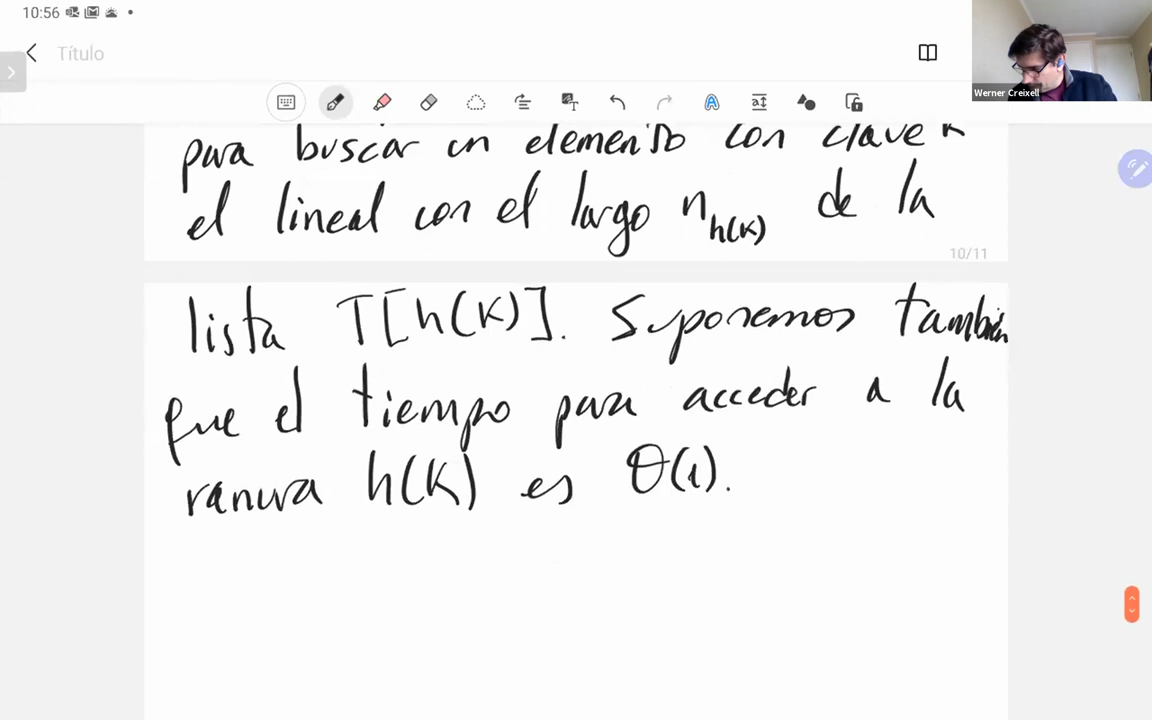 10:56
Título
Werner Creixell
para buscar un elemento con clave k
el lineal con el largo n_h(k) de la
10/11
lista T[h(k)]. Suponemos también
que el tiempo para acceder a la
ranura h(k) es Θ(1).